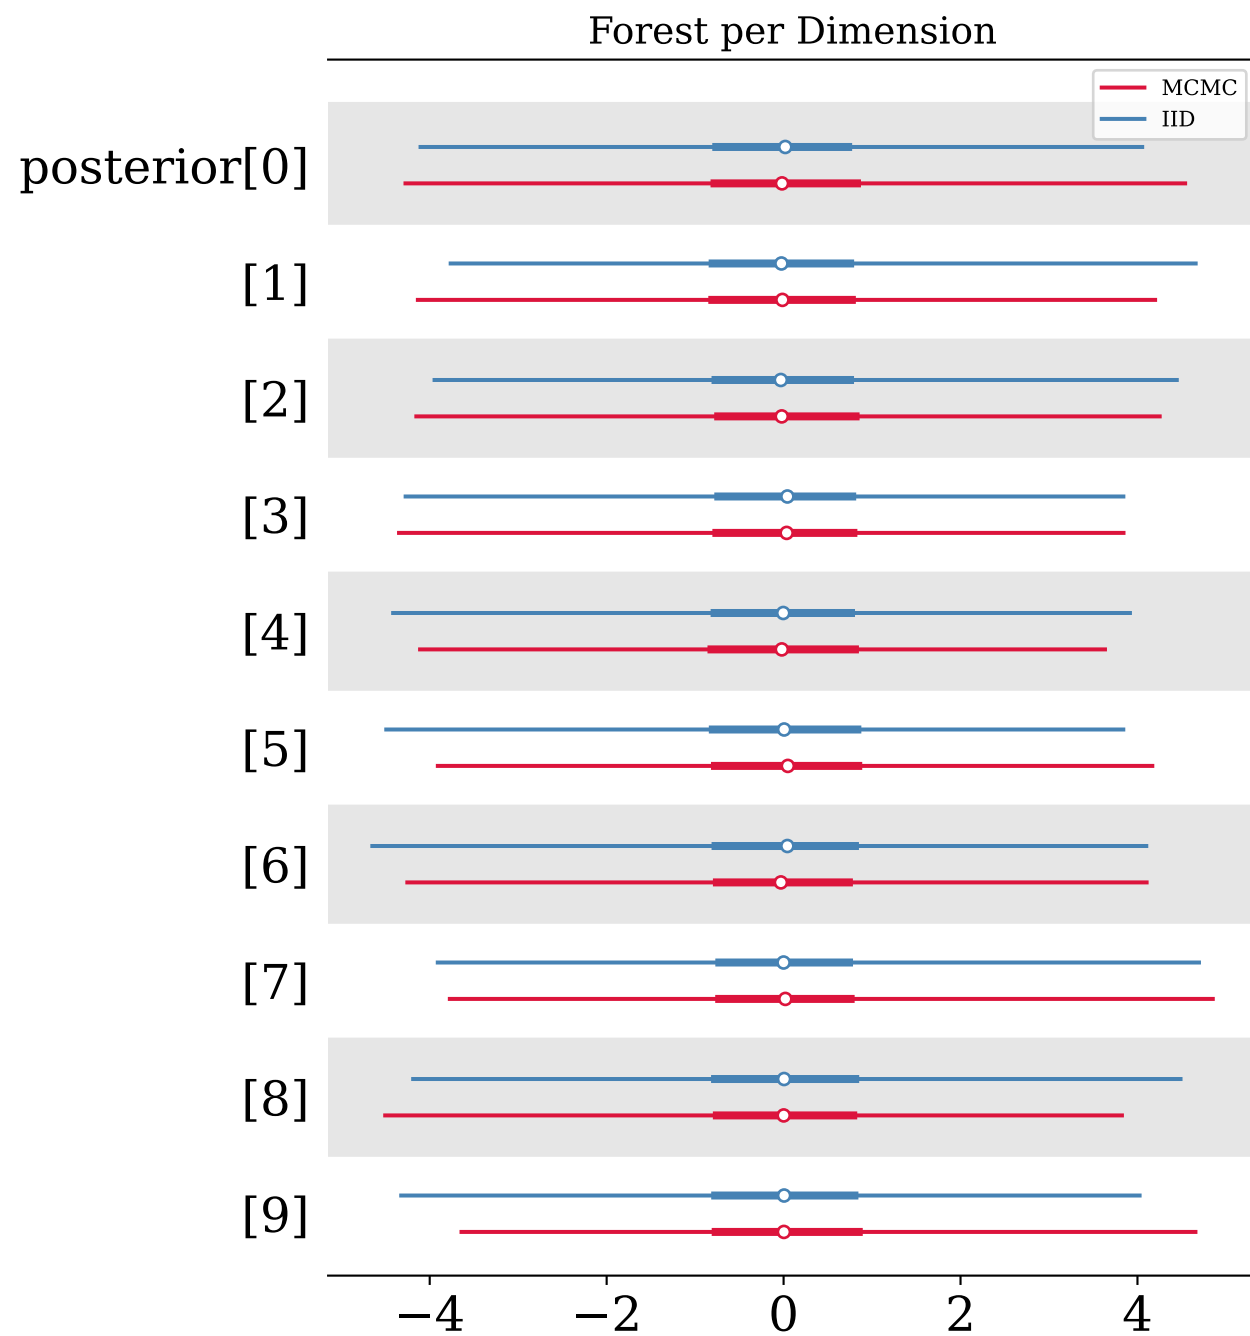 Forest per Dimension
MCMC
IID
posterior[0]
[1]
[2]
[3]
[4]
[5]
[6]
[7]
[8]
[9]
−4 −2 0 2 4